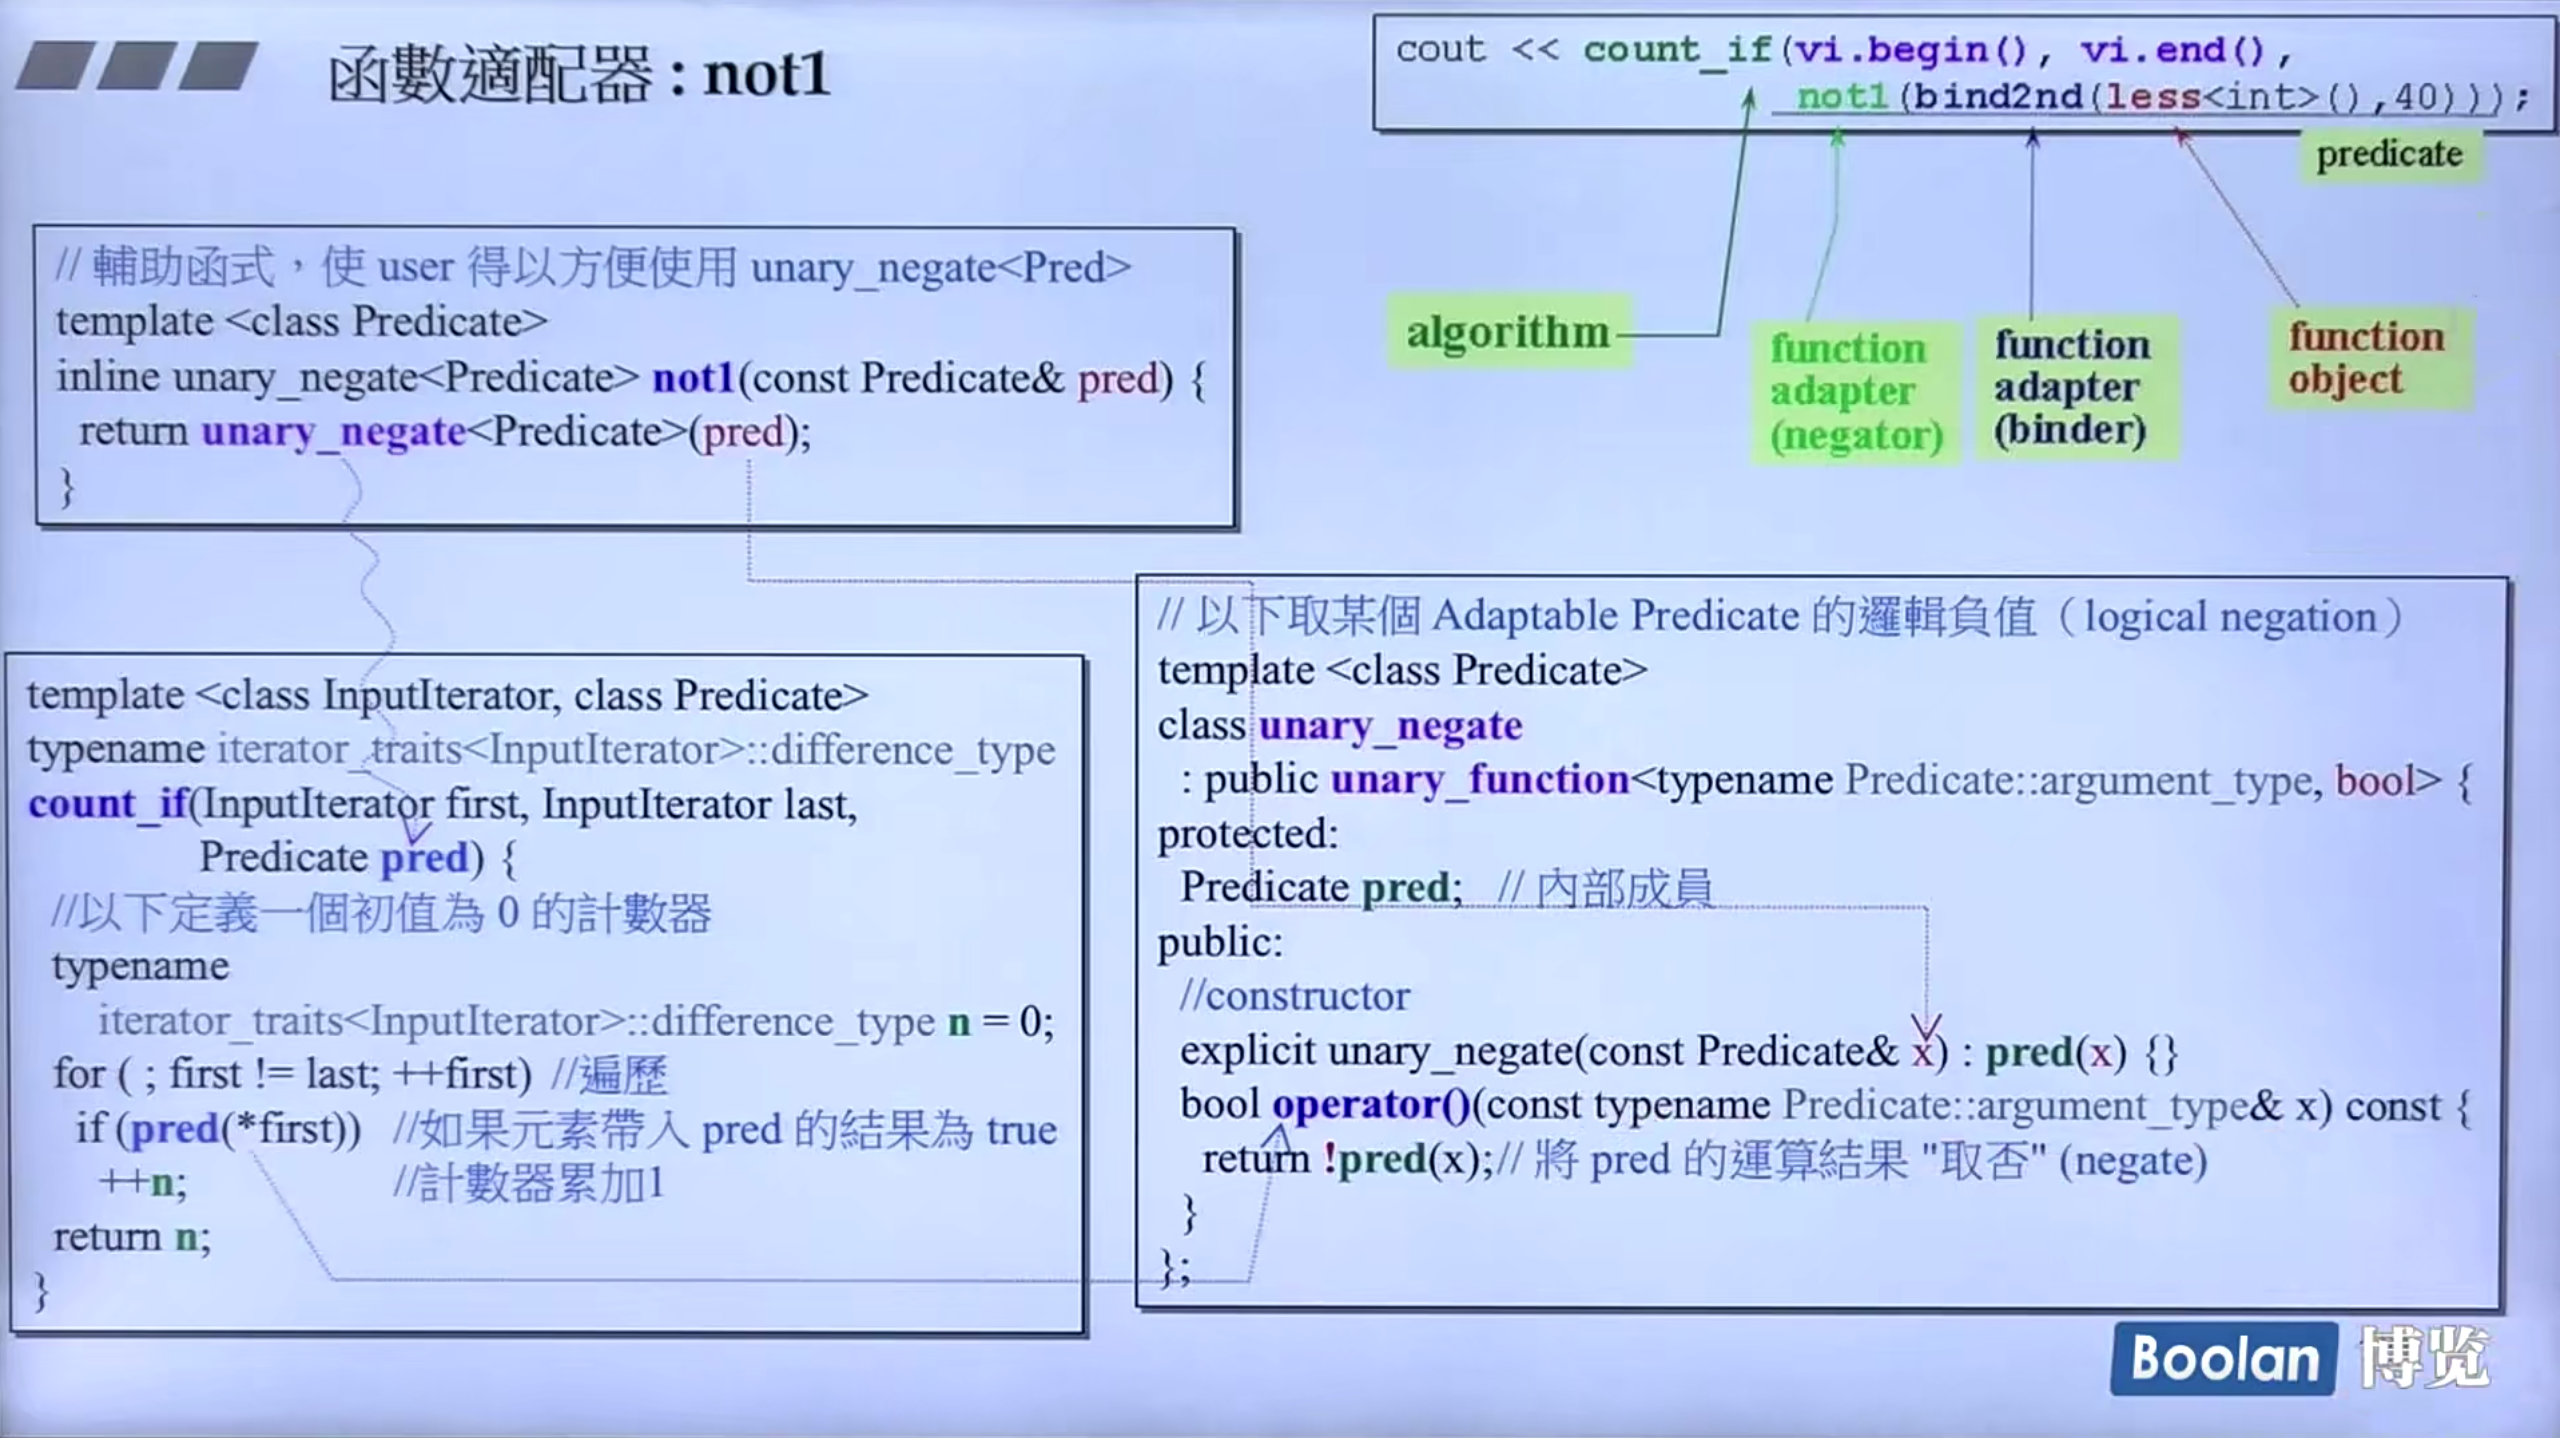 函數適配器 : not1
cout << count_if(vi.begin(), vi.end(),
not1(bind2nd(less<int>(),40)));
predicate
algorithm
function
adapter
(negator)
function
adapter
(binder)
function
object
// 輔助函式，使 user 得以方便使用 unary_negate<Pred>
template <class Predicate>
inline unary_negate<Predicate> not1(const Predicate& pred) {
return unary_negate<Predicate>(pred);
}
template <class InputIterator, class Predicate>
typename iterator_traits<InputIterator>::difference_type
count_if(InputIterator first, InputIterator last,
Predicate pred) {
//以下定義一個初值為 0 的計數器
typename
iterator_traits<InputIterator>::difference_type n = 0;
for ( ; first != last; ++first) //遍歷
if (pred(*first)) //如果元素帶入 pred 的結果為 true
++n; //計數器累加1
return n;
}
// 以下取某個 Adaptable Predicate 的邏輯負值（logical negation）
template <class Predicate>
class unary_negate
: public unary_function<typename Predicate::argument_type, bool> {
protected:
Predicate pred; // 內部成員
public:
//constructor
explicit unary_negate(const Predicate& x) : pred(x) {}
bool operator()(const typename Predicate::argument_type& x) const {
return !pred(x);// 將 pred 的運算結果 "取否" (negate)
}
};
Boolan 博览